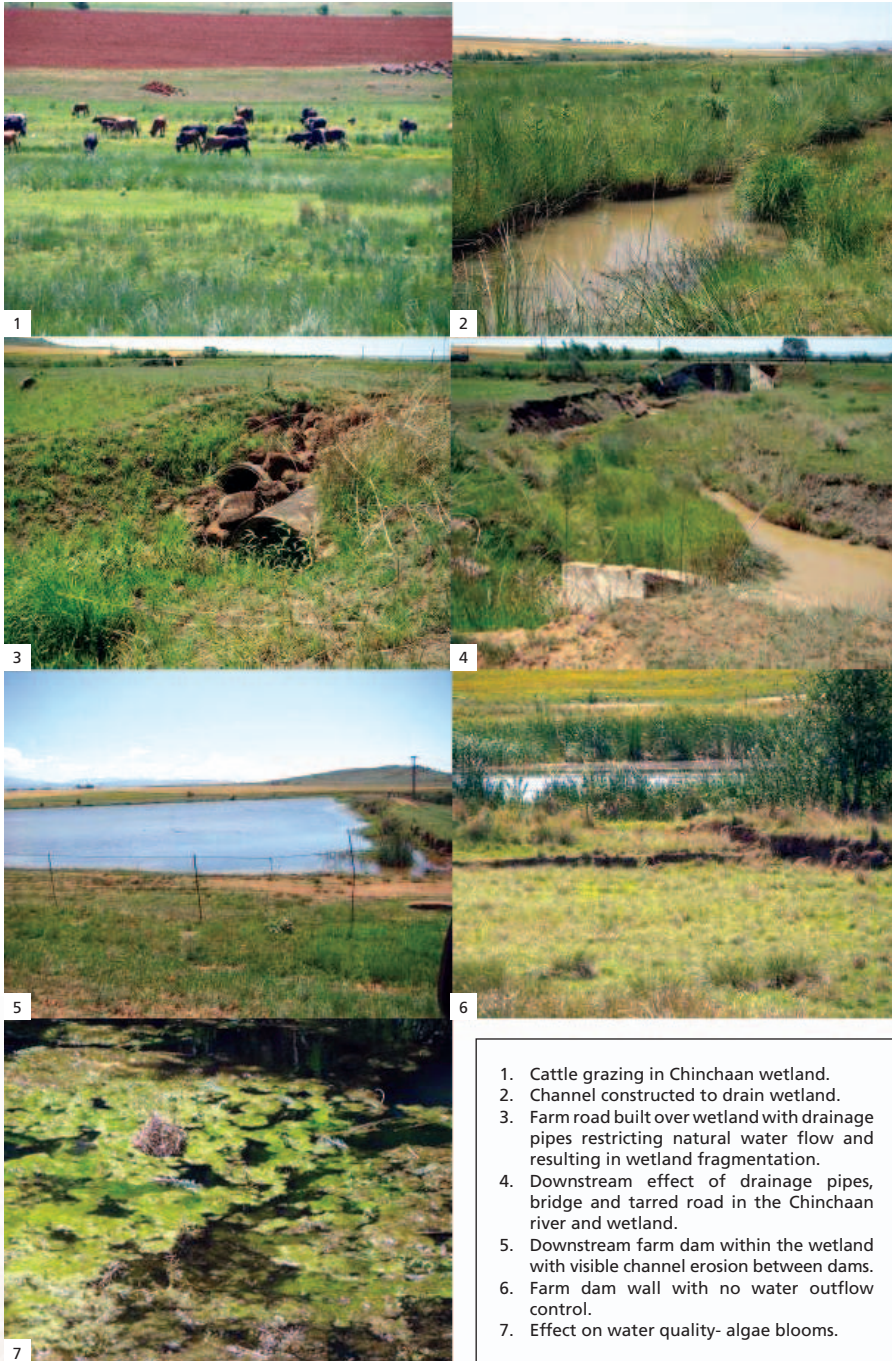 1
2
3
4
5
6
7
1. Cattle grazing in Chinchaan wetland.
2. Channel constructed to drain wetland.
3. Farm road built over wetland with drainage
pipes restricting natural water flow and
resulting in wetland fragmentation.
4. Downstream effect of drainage pipes,
bridge and tarred road in the Chinchaan
river and wetland.
5. Downstream farm dam within the wetland
with visible channel erosion between dams.
6. Farm dam wall with no water outflow
control.
7. Effect on water quality- algae blooms.